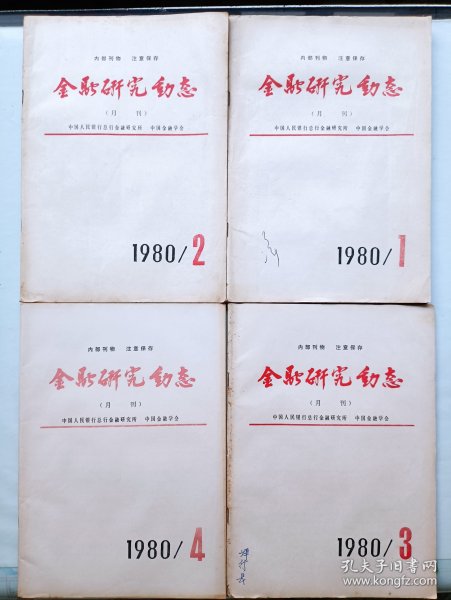 内部刊物 注意保存
金融研究动态
(月刊)
中国人民银行总行金融研究所 中国金融学会
1980/2
内部刊物 注意保存
金融研究动态
(月刊)
中国人民银行总行金融研究所 中国金融学会
1980/1
内部刊物 注意保存
金融研究动态
(月刊)
中国人民银行总行金融研究所 中国金融学会
1980/4
内部刊物 注意保存
金融研究动态
(月刊)
中国人民银行总行金融研究所 中国金融学会
1980/3
孔夫子旧书网
book.kongfz.com